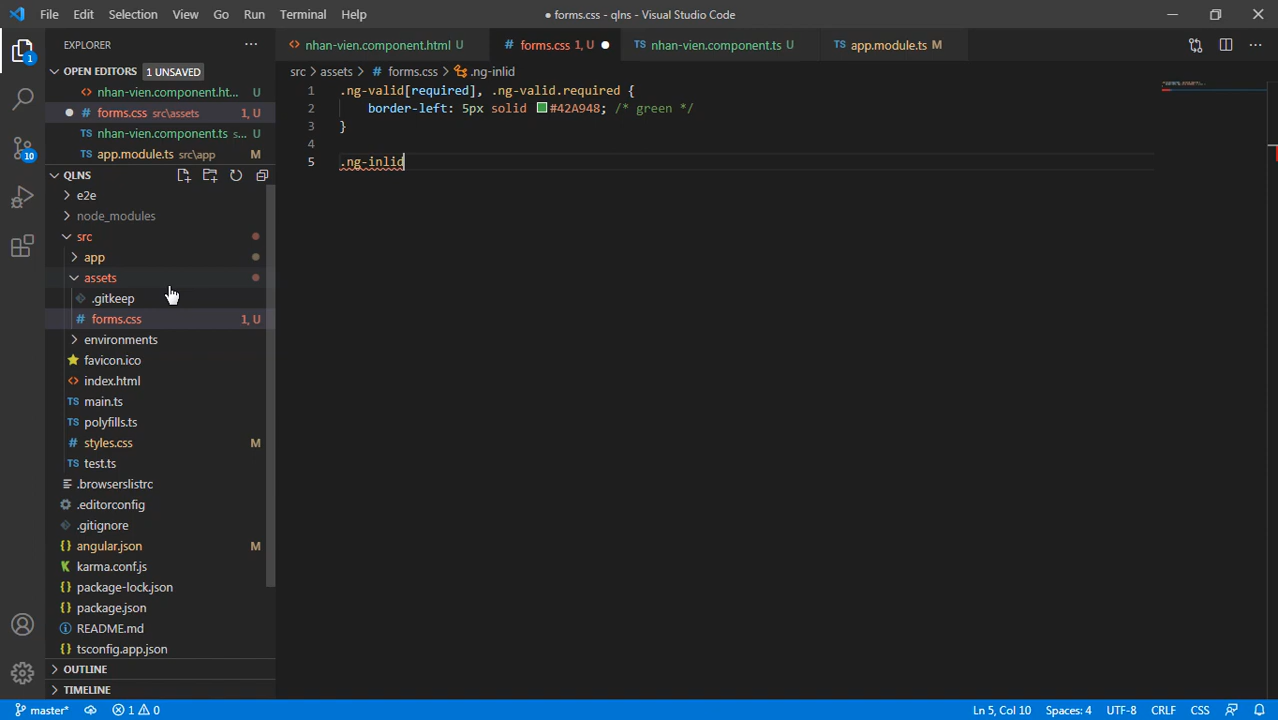 File Edit Selection View Go Run Terminal Help
● forms.css - qlns - Visual Studio Code
EXPLORER
nhan-vien.component.html U
# forms.css 1, U ●
TS nhan-vien.component.ts U
TS app.module.ts M
1
OPEN EDITORS 1 UNSAVED
src > assets > # forms.css > .ng-inlid
<> nhan-vien.component.ht... U
# forms.css src\assets 1, U
TS nhan-vien.component.ts s... U
TS app.module.ts src\app M
1 .ng-valid[required], .ng-valid.required {
2 border-left: 5px solid #42A948; /* green */
3 }
4
5 .ng-inlid
10
QLNS
e2e
node_modules
src
app
assets
.gitkeep
# forms.css 1, U
environments
favicon.ico
<> index.html
TS main.ts
TS polyfills.ts
# styles.css M
TS test.ts
.browserslistrc
.editorconfig
.gitignore
{} angular.json M
karma.conf.js
{} package-lock.json
{} package.json
README.md
{} tsconfig.app.json
OUTLINE
TIMELINE
master* 1 0
Ln 5, Col 10 Spaces: 4 UTF-8 CRLF CSS